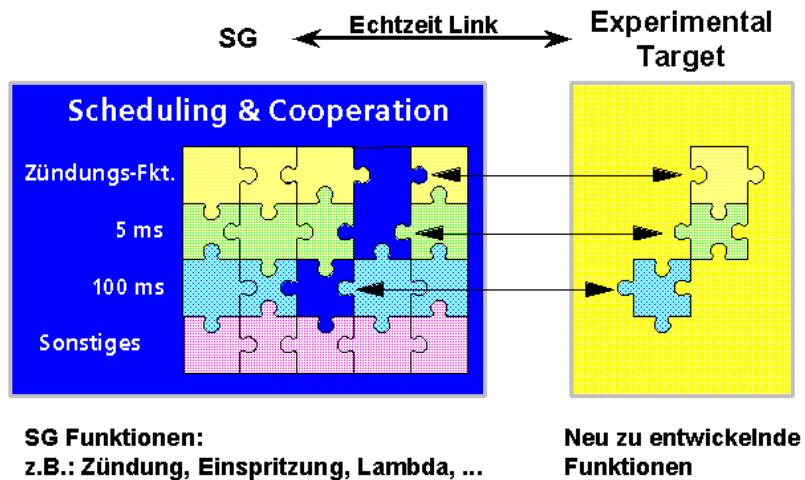 SG
Echtzeit Link
Experimental
Target
Scheduling & Cooperation
Zündungs-Fkt.
5 ms
100 ms
Sonstiges
SG Funktionen:
z.B.: Zündung, Einspritzung, Lambda, ...
Neu zu entwickelnde
Funktionen